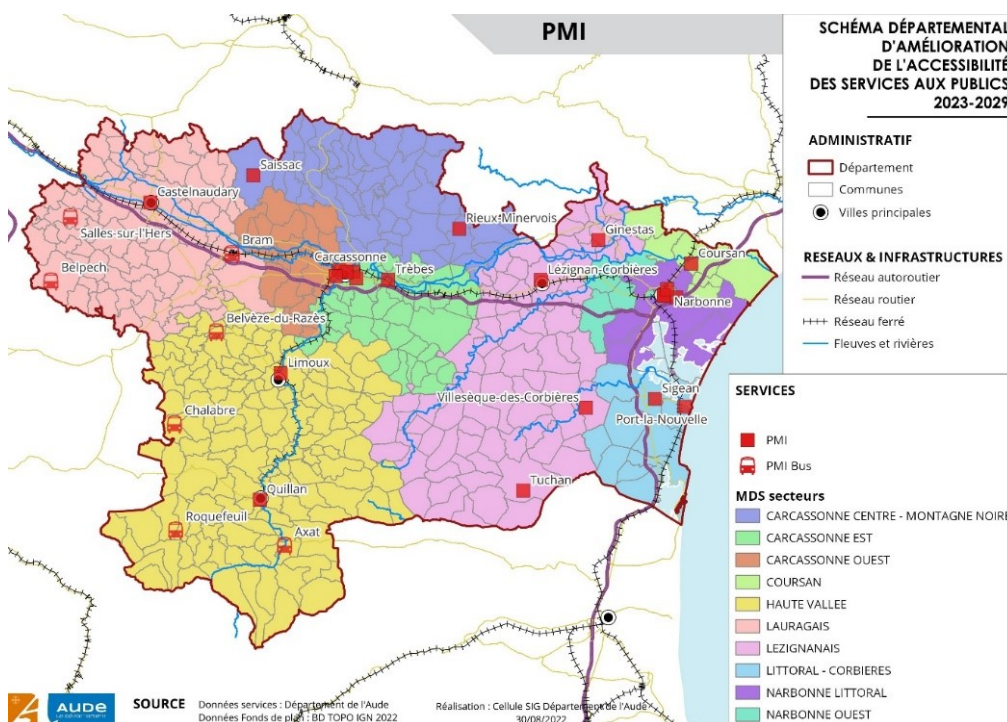 PMI
SCHÉMA DÉPARTEMENTAL
D'AMÉLIORATION
DE L'ACCESSIBILITÉ
DES SERVICES AUX PUBLICS
2023-2029
ADMINISTRATIF
Département
Communes
Villes principales
RESEAUX & INFRASTRUCTURES
Réseau autoroutier
Réseau routier
Réseau ferré
Fleuves et rivières
SERVICES
PMI
PMI Bus
MDS secteurs
CARCASSONNE CENTRE - MONTAGNE NOIRE
CARCASSONNE EST
CARCASSONNE OUEST
COURSAN
HAUTE VALLEE
LAURAGAIS
LEZIGNANAIS
LITTORAL - CORBIERES
NARBONNE LITTORAL
NARBONNE OUEST
Saissac
Castelnaudary
Rieux-Minervois
Salles-sur-l'Hers
Bram
Ginestas
Coursan
Belpech
Carcassonne
Trèbes
Lézignan-Corbières
Narbonne
Belvèze-du-Razès
Limoux
Chalabre
Villesèque-des-Corbières
Sigean
Port-la-Nouvelle
Quillan
Tuchan
Roquefeuil
Axat
AUDE
SOURCE
Données services : Département de l'Aude
Données Fonds de plan : BD TOPO IGN 2022
Réalisation : Cellule SIG Département de l'Aude
30/08/2022